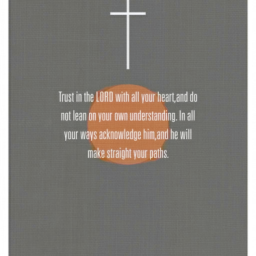 Trust in the LORD with all your heart,and do
not lean on your own understanding. In all
your ways acknowledge him,and he will
make straight your paths.